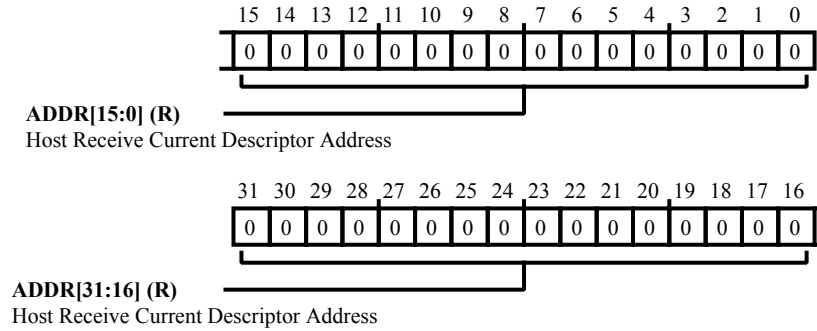 15 14 13 12 11 10 9 8 7 6 5 4 3 2 1 0
0 0 0 0 0 0 0 0 0 0 0 0 0 0 0 0
ADDR[15:0] (R)
Host Receive Current Descriptor Address
31 30 29 28 27 26 25 24 23 22 21 20 19 18 17 16
0 0 0 0 0 0 0 0 0 0 0 0 0 0 0 0
ADDR[31:16] (R)
Host Receive Current Descriptor Address